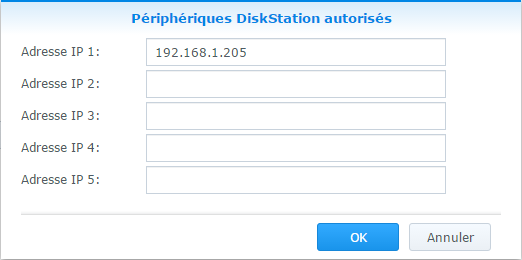 Périphériques DiskStation autorisés
Adresse IP 1: 192.168.1.205
Adresse IP 2:
Adresse IP 3:
Adresse IP 4:
Adresse IP 5:
OK Annuler